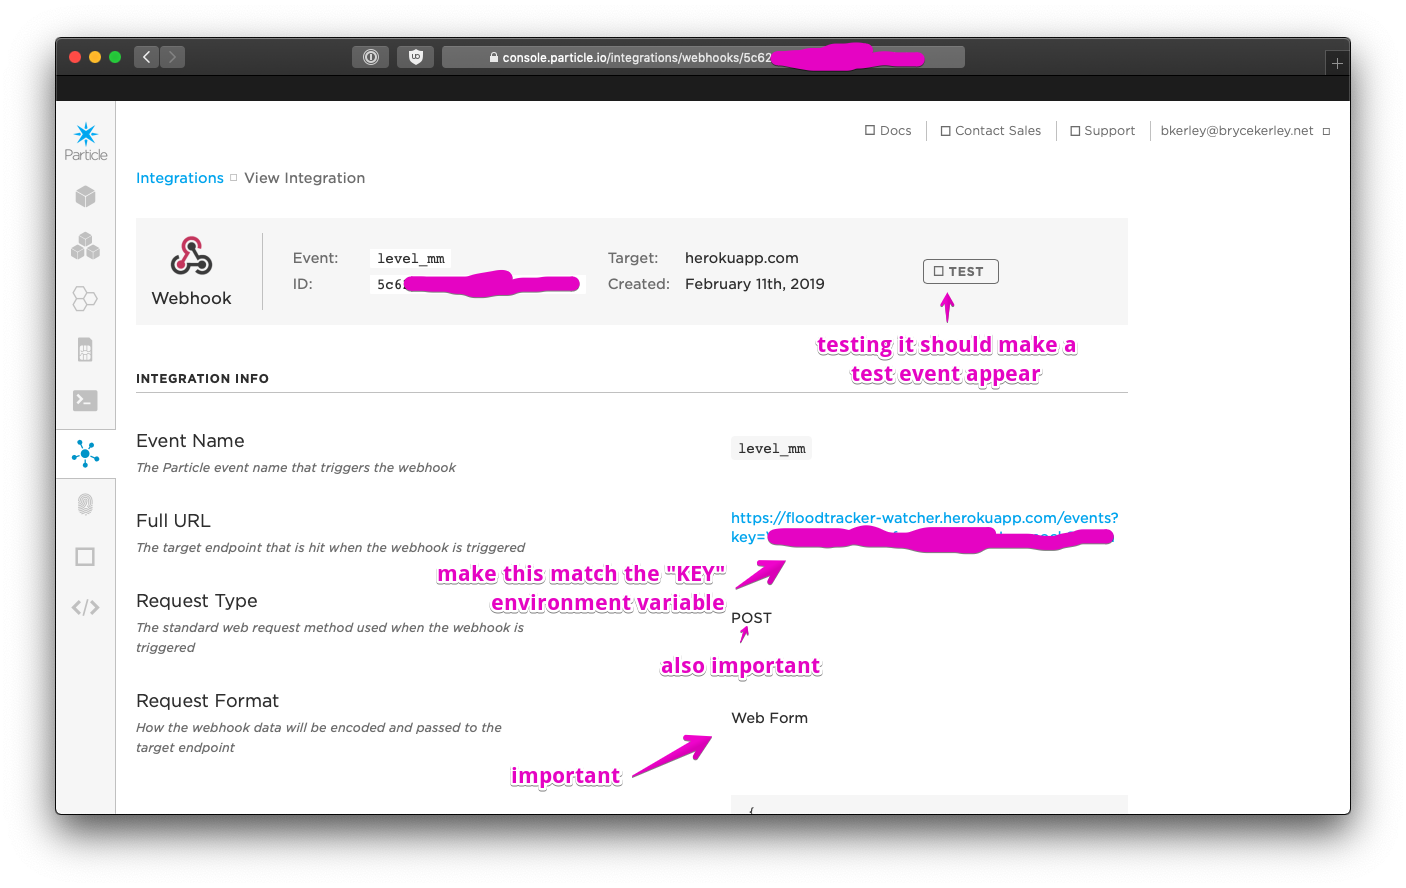 console.particle.io/integrations/webhooks/5c62
Particle
Docs
Contact Sales
Support
bkerley@brycekerley.net
Integrations
View Integration
Webhook
Event:
level_mm
ID:
5c6
Target:
herokuapp.com
Created:
February 11th, 2019
TEST
testing it should make a
test event appear
INTEGRATION INFO
Event Name
The Particle event name that triggers the webhook
level_mm
Full URL
The target endpoint that is hit when the webhook is triggered
https://floodtracker-watcher.herokuapp.com/events?
key=
make this match the "KEY"
environment variable
Request Type
The standard web request method used when the webhook is
triggered
POST
also important
Request Format
How the webhook data will be encoded and passed to the
target endpoint
Web Form
important
{